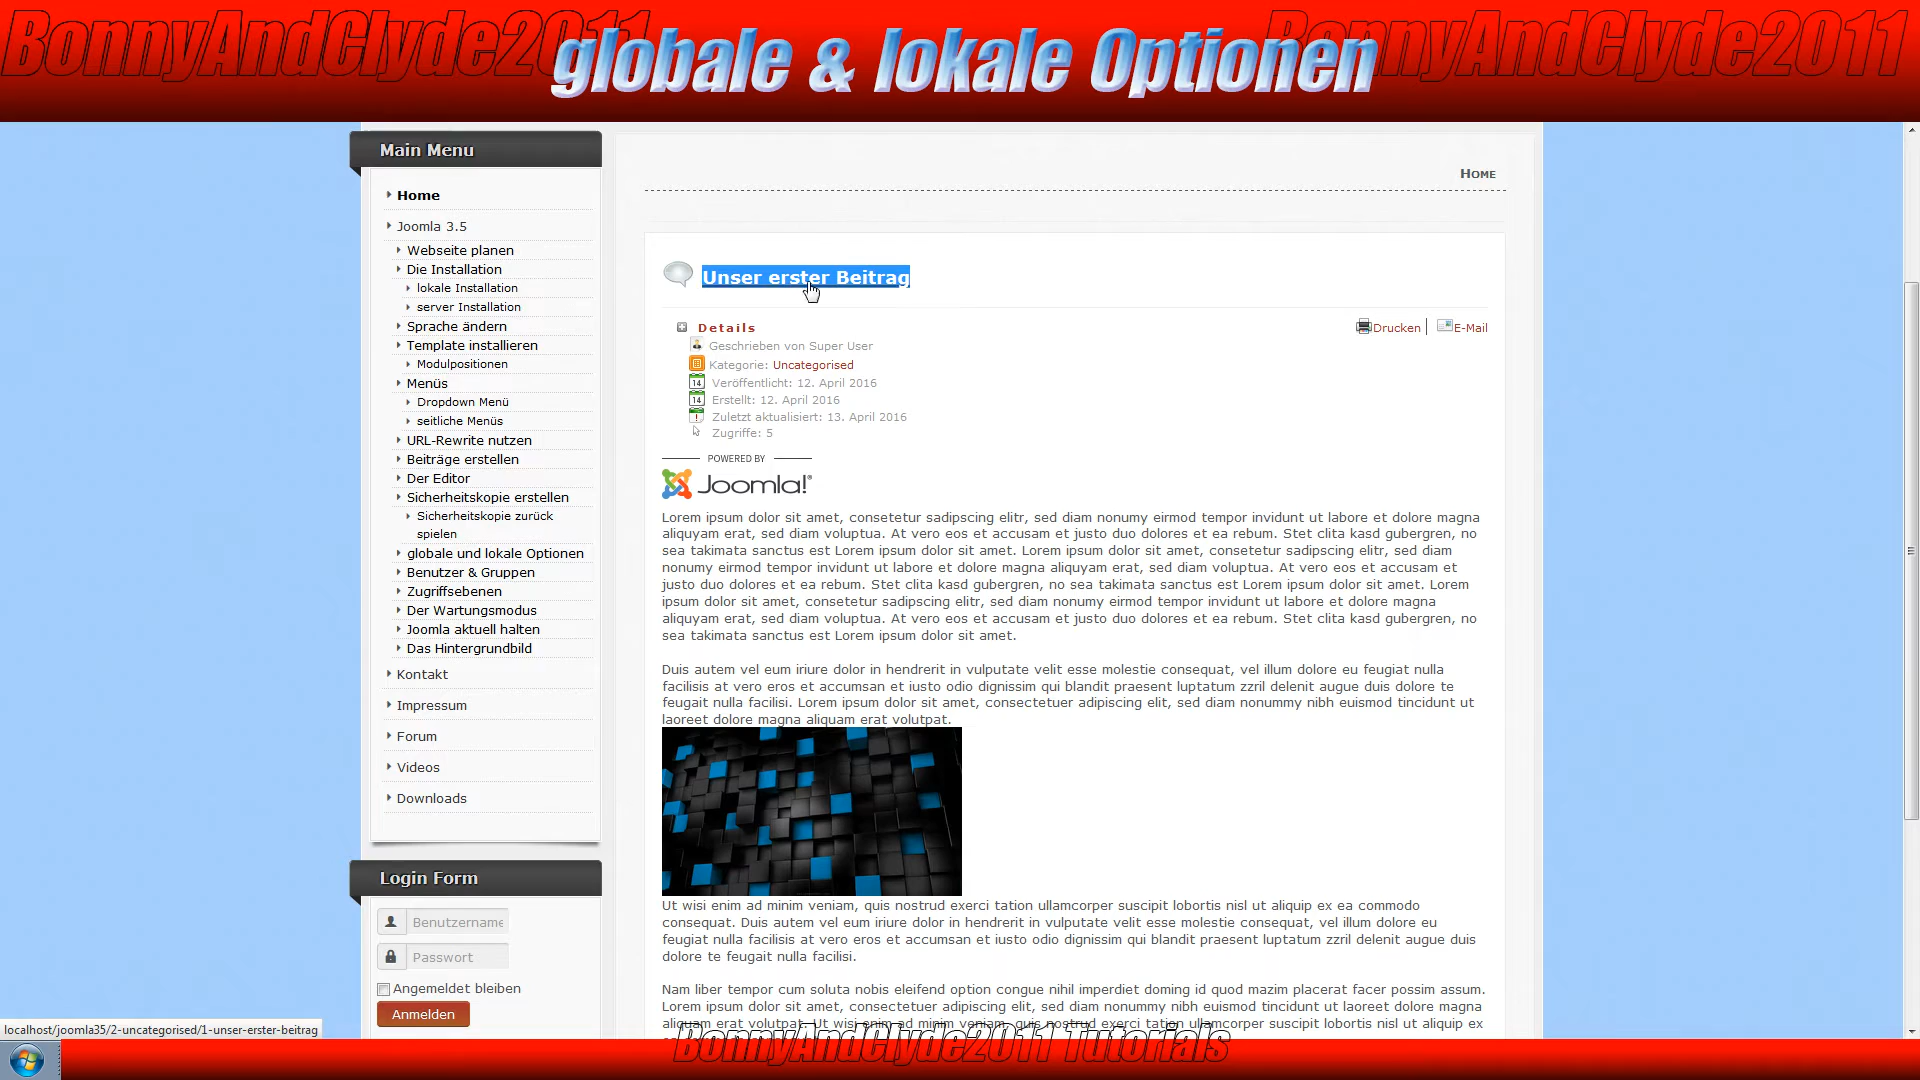 BonnyAndClyde2011
BonnyAndClyde2011
globale & lokale Optionen
Main Menu
Home
Joomla 3.5
Webseite planen
Die Installation
lokale Installation
server Installation
Sprache ändern
Template installieren
Modulpositionen
Menüs
Dropdown Menü
seitliche Menüs
URL-Rewrite nutzen
Beiträge erstellen
Der Editor
Sicherheitskopie erstellen
Sicherheitskopie zurück
spielen
globale und lokale Optionen
Benutzer & Gruppen
Zugriffsebenen
Der Wartungsmodus
Joomla aktuell halten
Das Hintergrundbild
Kontakt
Impressum
Forum
Videos
Downloads
Login Form
Benutzername
Passwort
Angemeldet bleiben
Anmelden
Home
Unser erster Beitrag
Details
Drucken
E-Mail
Geschrieben von Super User
Kategorie: Uncategorised
14 Veröffentlicht: 12. April 2016
14 Erstellt: 12. April 2016
Zuletzt aktualisiert: 13. April 2016
Zugriffe: 5
POWERED BY
Joomla!®
Lorem ipsum dolor sit amet, consetetur sadipscing elitr, sed diam nonumy eirmod tempor invidunt ut labore et dolore magna
aliquyam erat, sed diam voluptua. At vero eos et accusam et justo duo dolores et ea rebum. Stet clita kasd gubergren, no
sea takimata sanctus est Lorem ipsum dolor sit amet. Lorem ipsum dolor sit amet, consetetur sadipscing elitr, sed diam
nonumy eirmod tempor invidunt ut labore et dolore magna aliquyam erat, sed diam voluptua. At vero eos et accusam et
justo duo dolores et ea rebum. Stet clita kasd gubergren, no sea takimata sanctus est Lorem ipsum dolor sit amet. Lorem
ipsum dolor sit amet, consetetur sadipscing elitr, sed diam nonumy eirmod tempor invidunt ut labore et dolore magna
aliquyam erat, sed diam voluptua. At vero eos et accusam et justo duo dolores et ea rebum. Stet clita kasd gubergren, no
sea takimata sanctus est Lorem ipsum dolor sit amet.
Duis autem vel eum iriure dolor in hendrerit in vulputate velit esse molestie consequat, vel illum dolore eu feugiat nulla
facilisis at vero eros et accumsan et iusto odio dignissim qui blandit praesent luptatum zzril delenit augue duis dolore te
feugait nulla facilisi. Lorem ipsum dolor sit amet, consectetuer adipiscing elit, sed diam nonummy nibh euismod tincidunt ut
laoreet dolore magna aliquam erat volutpat.
Ut wisi enim ad minim veniam, quis nostrud exerci tation ullamcorper suscipit lobortis nisl ut aliquip ex ea commodo
consequat. Duis autem vel eum iriure dolor in hendrerit in vulputate velit esse molestie consequat, vel illum dolore eu
feugiat nulla facilisis at vero eros et accumsan et iusto odio dignissim qui blandit praesent luptatum zzril delenit augue duis
dolore te feugait nulla facilisi.
Nam liber tempor cum soluta nobis eleifend option congue nihil imperdiet doming id quod mazim placerat facer possim assum.
Lorem ipsum dolor sit amet, consectetuer adipiscing elit, sed diam nonummy nibh euismod tincidunt ut laoreet dolore magna
aliquam erat volutpat. Ut wisi enim ad minim veniam, quis nostrud exerci tation ullamcorper suscipit lobortis nisl ut aliquip ex
localhost/joomla35/2-uncategorised/1-unser-erster-beitrag
BonnyAndClyde2011 Tutorials